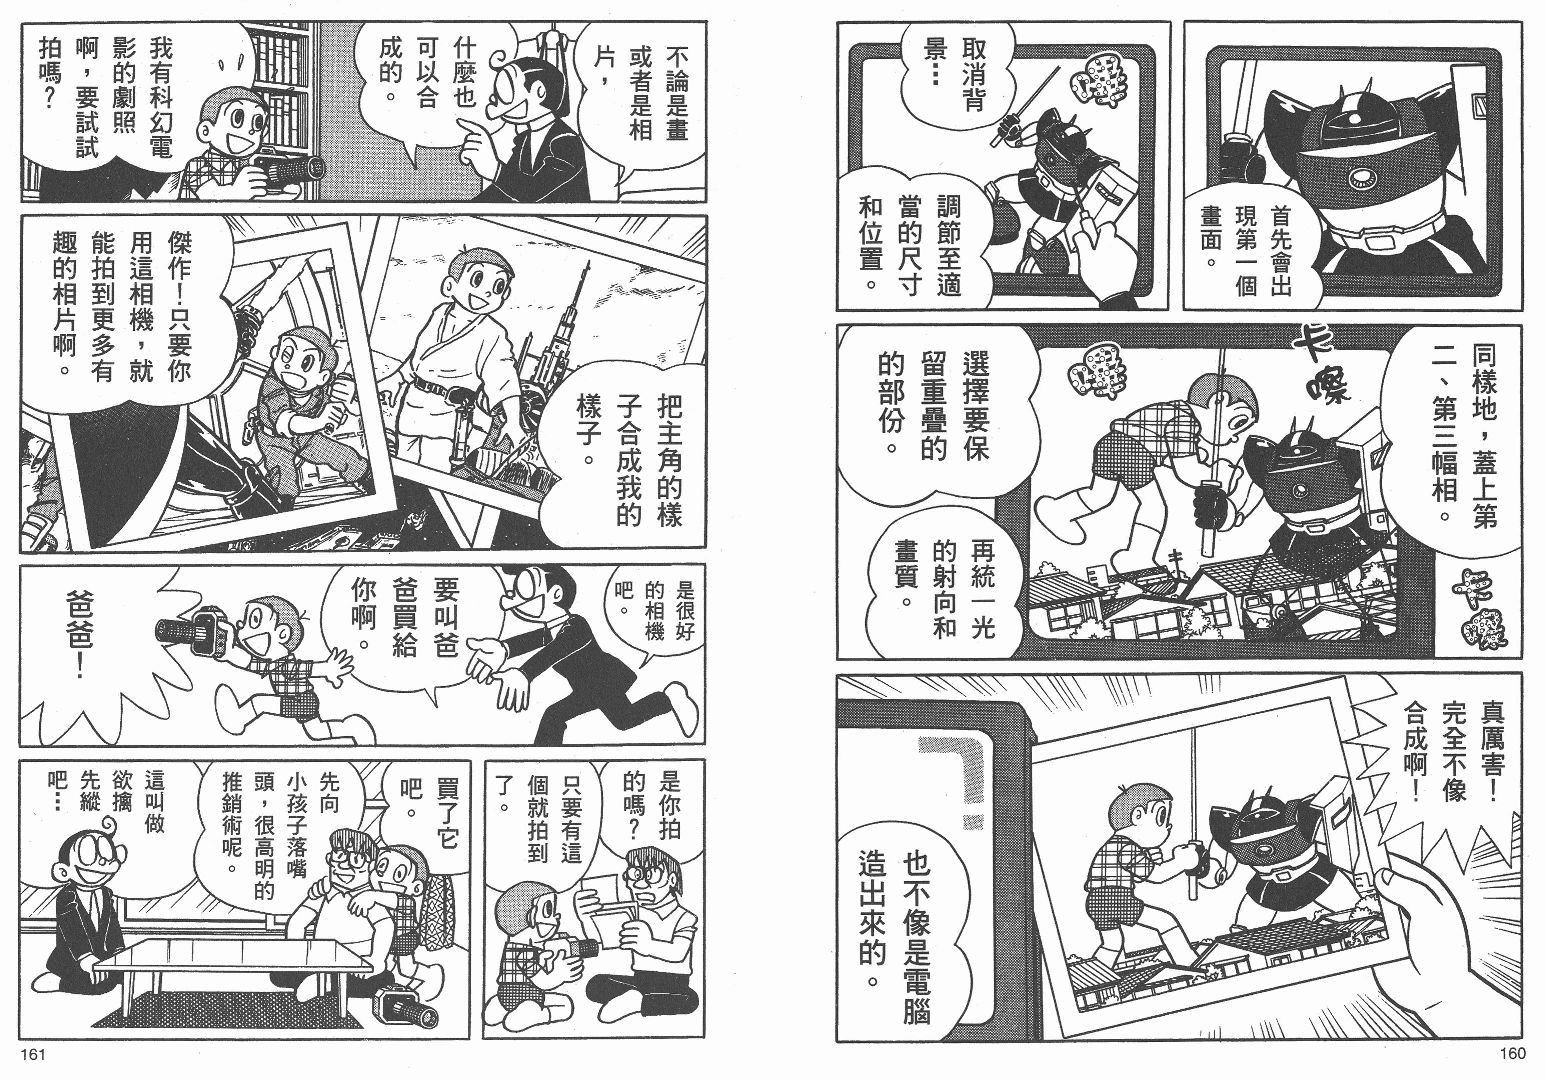 首先會出
現第一個
畫面。
取消背
景…
調節至適
當的尺寸
和位置。
同樣地，蓋上第
二、第三幅相。
卡嚓
選擇要保
留重疊的
的部份。
再統一光
的射向和
畫質。
卡嚓
真厲害！
完全不像
合成啊！
也不像是電腦
造出來的。
160
不論是畫
或者是相
片，
什麼也
可以合
成的。
我有科幻電
影的劇照
啊，要試試
拍嗎？
把主角的樣
子合成我的
樣子。
傑作！只要你
用這相機，就
能拍到更多有
趣的相片啊。
是很好
的相機
吧。
要叫爸
爸買給
你啊。
爸爸！
是你拍
的嗎？
只要有這
個就拍到
了。
買了它
吧。
先向
小孩子落嘴
頭，很高明的
推銷術呢。
這叫做
欲擒
先縱
吧…
161